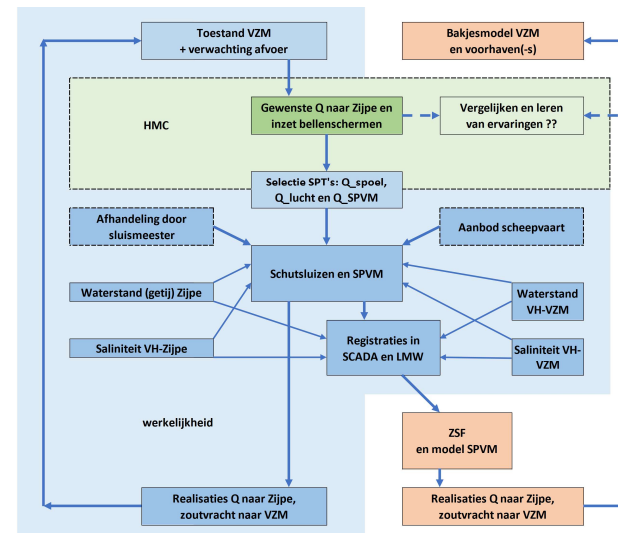 Toestand VZM
+ verwachting afvoer
Bakjesmodel VZM
en voorhaven(-s)
HMC
Gewenste Q naar Zijpe en
inzet bellenschermen
Vergelijken en leren
van ervaringen ??
Selectie SPT's: Q_spoel,
Q_lucht en Q_SPVM
Afhandeling door
sluismeester
Aanbod scheepvaart
Schutsluizen en SPVM
Waterstand (getij) Zijpe
Waterstand
VH-VZM
Saliniteit VH-Zijpe
Registraties in
SCADA en LMW
Saliniteit VH-
VZM
werkelijkheid
ZSF
en model SPVM
Realisaties Q naar Zijpe,
zoutvracht naar VZM
Realisaties Q naar Zijpe,
zoutvracht naar VZM